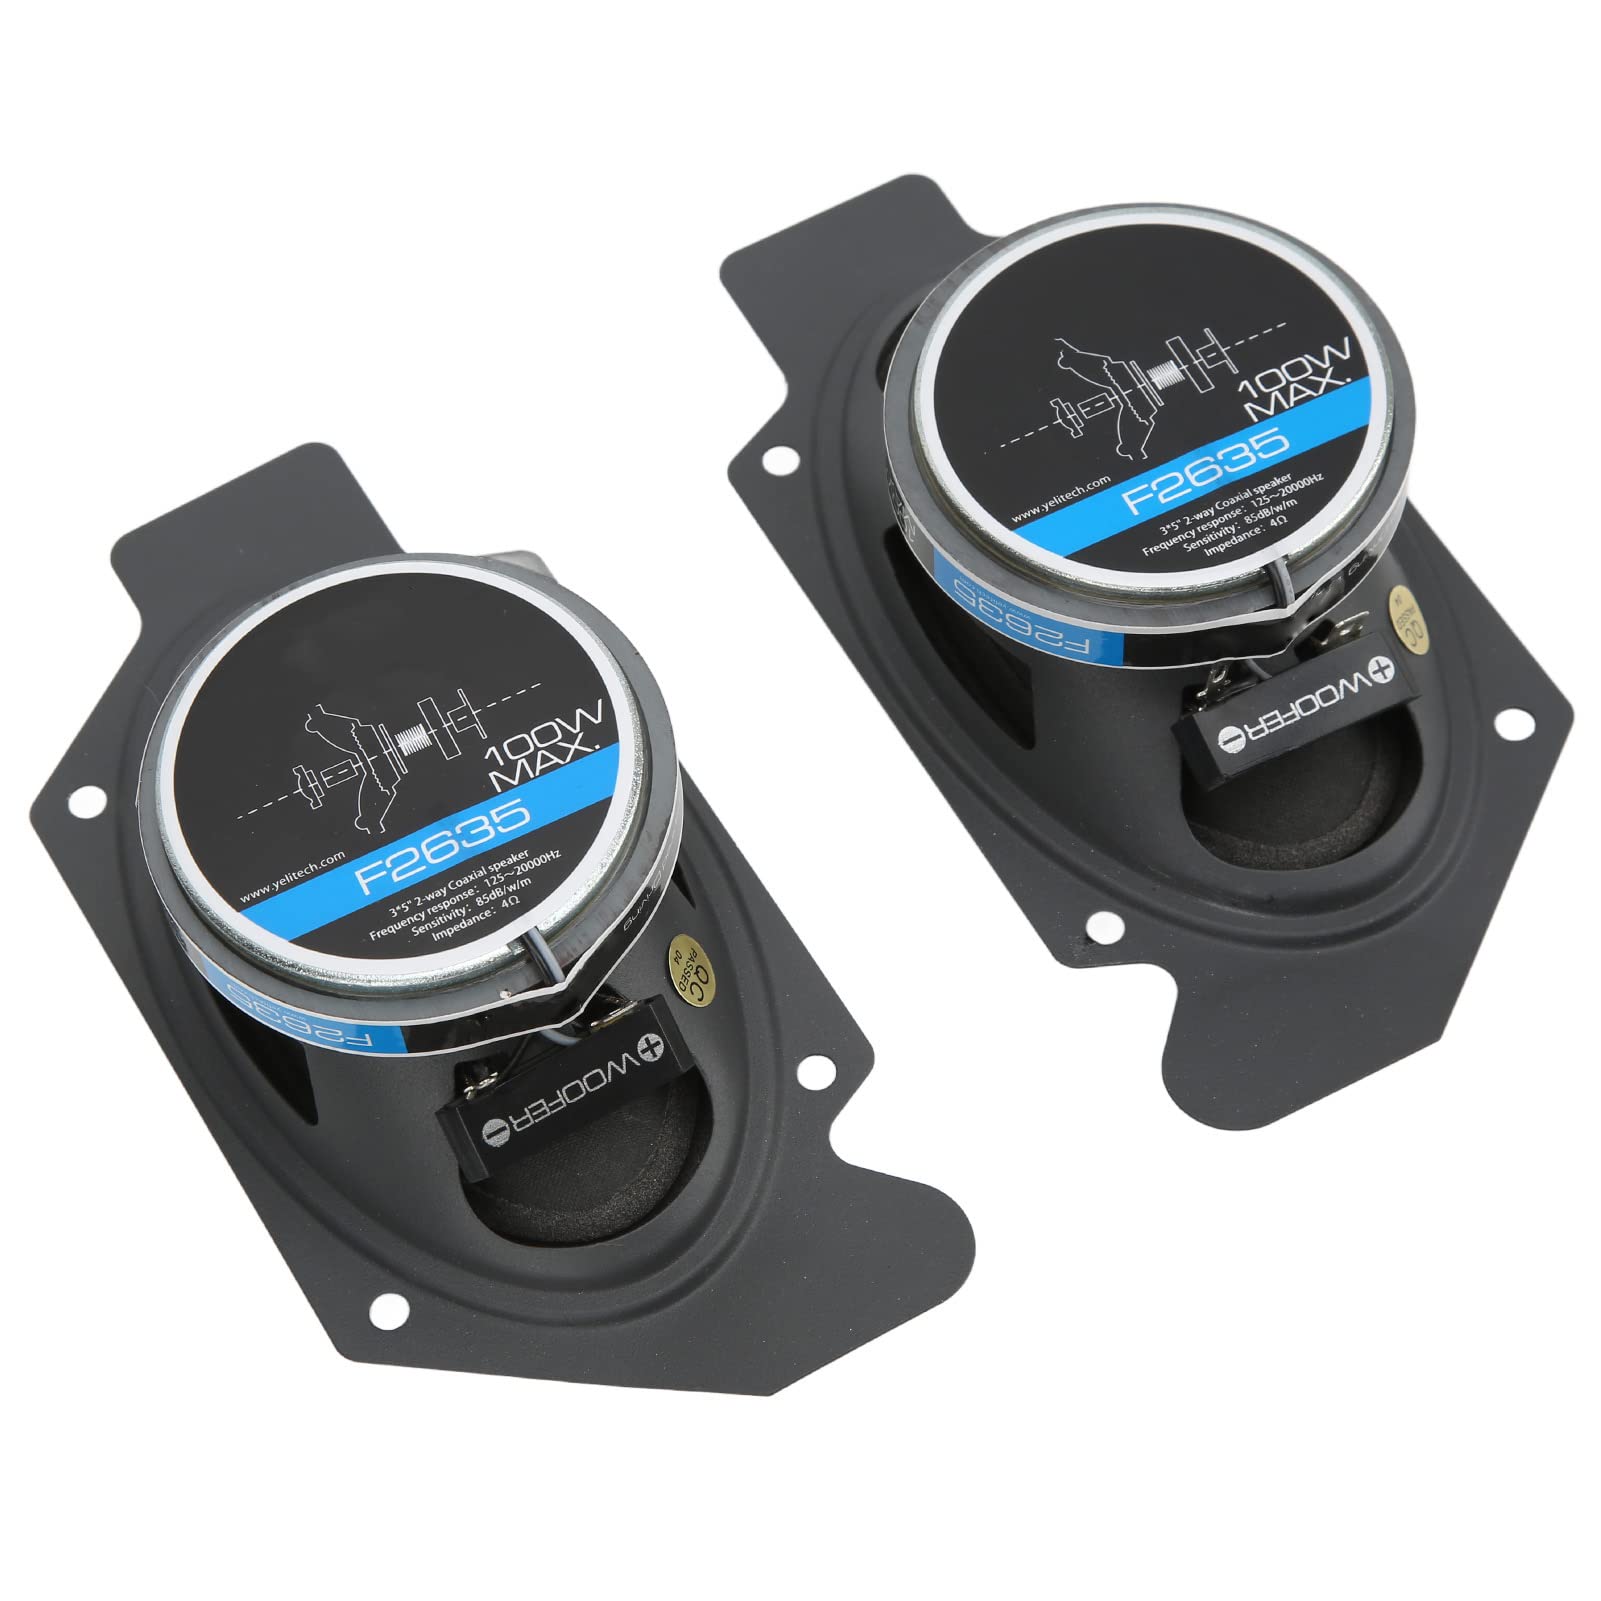 100W
MAX.
F2635
www.yelitech.com
3*5" 2-way Coaxial speaker
Frequency response: 125~20000Hz
Sensitivity: 85dB/w/m
Impedance: 4Ω
F2635
QC
PASSED
04
+WOOFER-
100W
MAX.
F2635
www.yelitech.com
3*5" 2-way Coaxial speaker
Frequency response: 125~20000Hz
Sensitivity: 85dB/w/m
Impedance: 4Ω
F2635
QC
PASSED
04
+WOOFER-